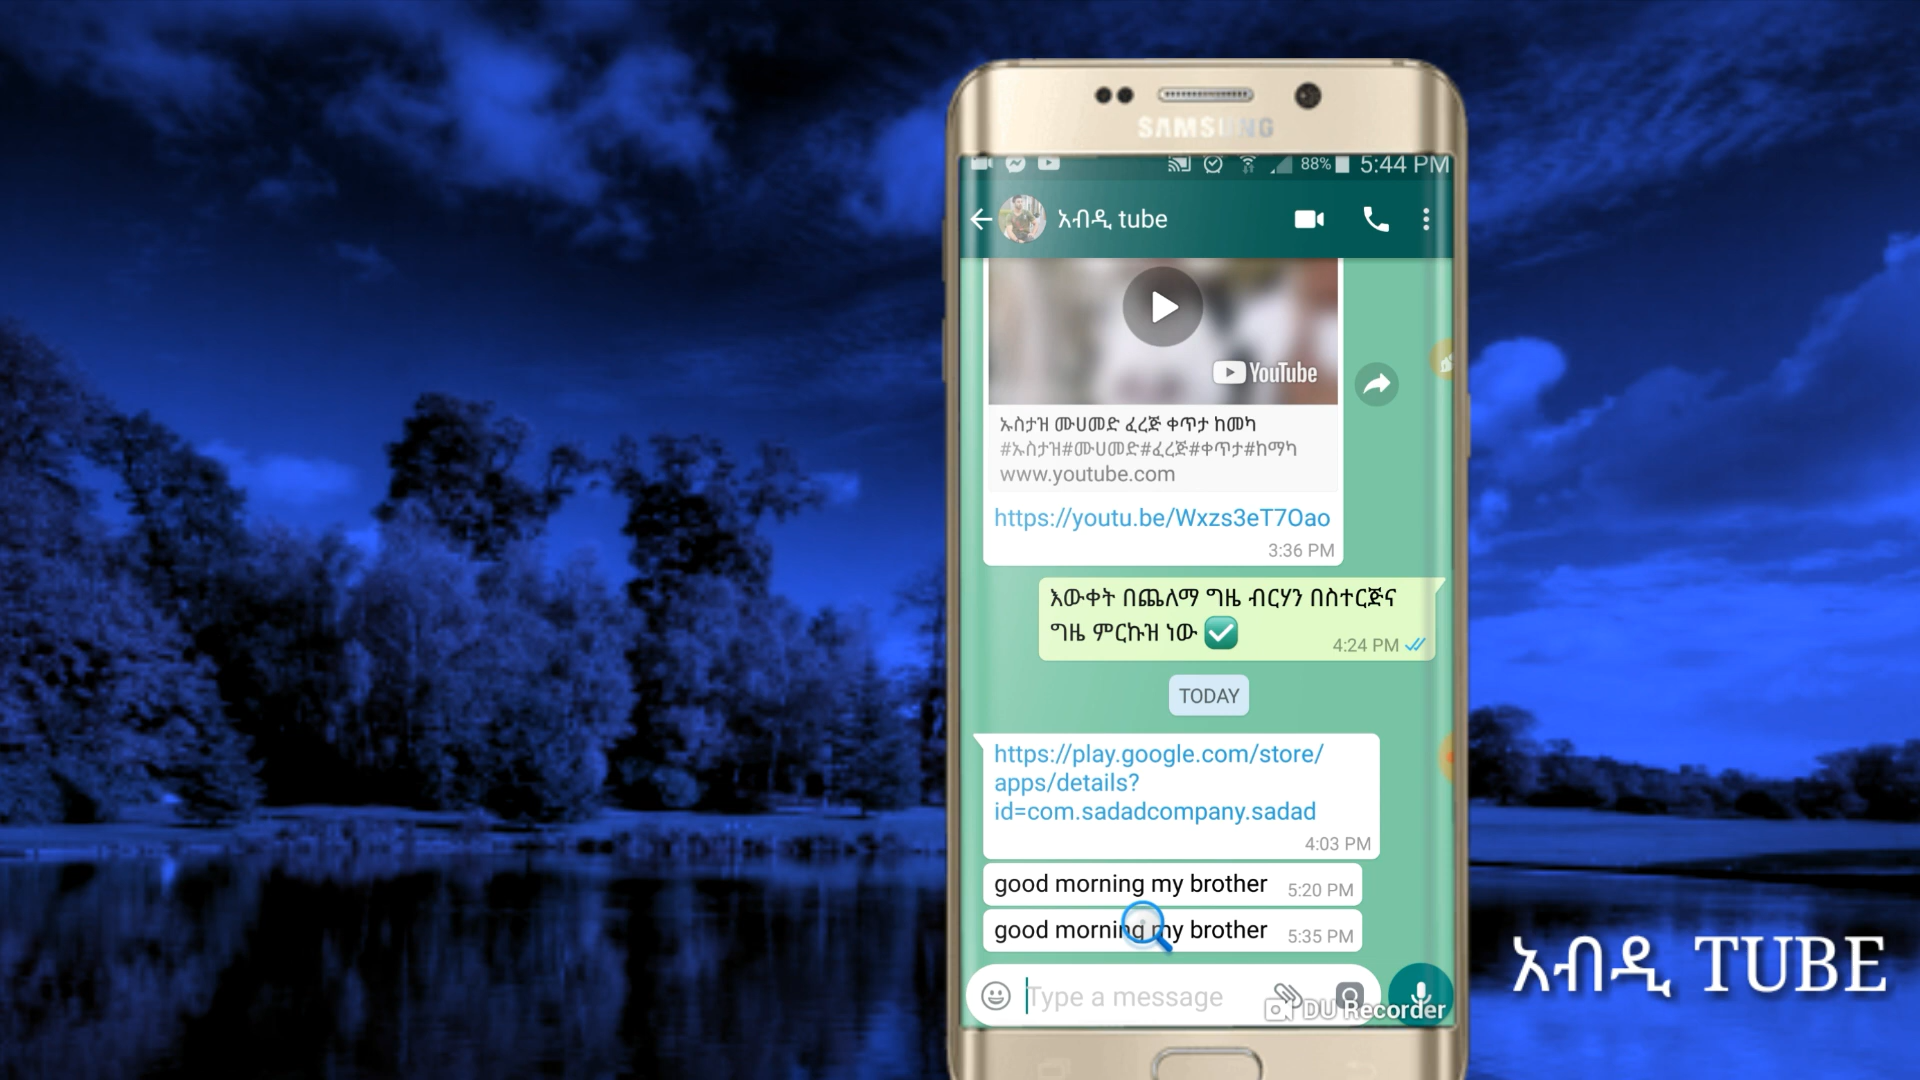 SAMSUNG
88% 5:44 PM
አብዲ tube
YouTube
ኡስታዝ ሙሀመድ ፈረጅ ቀጥታ ከመካ
#ኡስታዝ#ሙሀመድ#ፈረጅ#ቀጥታ#ከማካ
www.youtube.com
https://youtu.be/Wxzs3eT7Oao
3:36 PM
እውቀት በጨለማ ግዜ ብርሃን በስተርጅና
ግዜ ምርኩዝ ነው ✅
4:24 PM
TODAY
https://play.google.com/store/
apps/details?
id=com.sadadcompany.sadad
4:03 PM
good morning my brother 5:20 PM
good morning my brother 5:35 PM
Type a message
DU Recorder
አብዲ TUBE